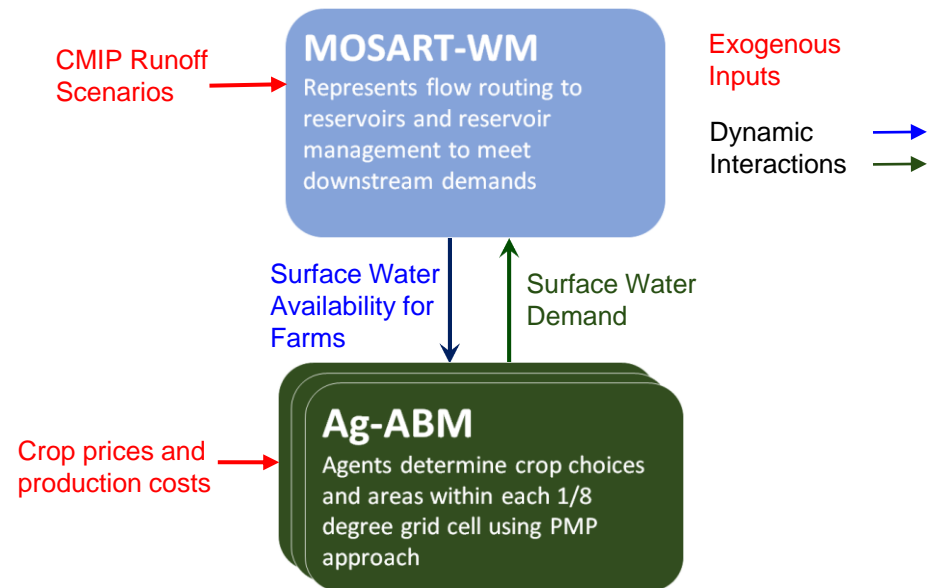 MOSART-WM
Represents flow routing to
reservoirs and reservoir
management to meet
downstream demands
CMIP Runoff
Scenarios
Exogenous
Inputs
Dynamic
Interactions
Surface Water
Availability for
Farms
Surface Water
Demand
Ag-ABM
Agents determine crop choices
and areas within each 1/8
degree grid cell using PMP
approach
Crop prices and
production costs